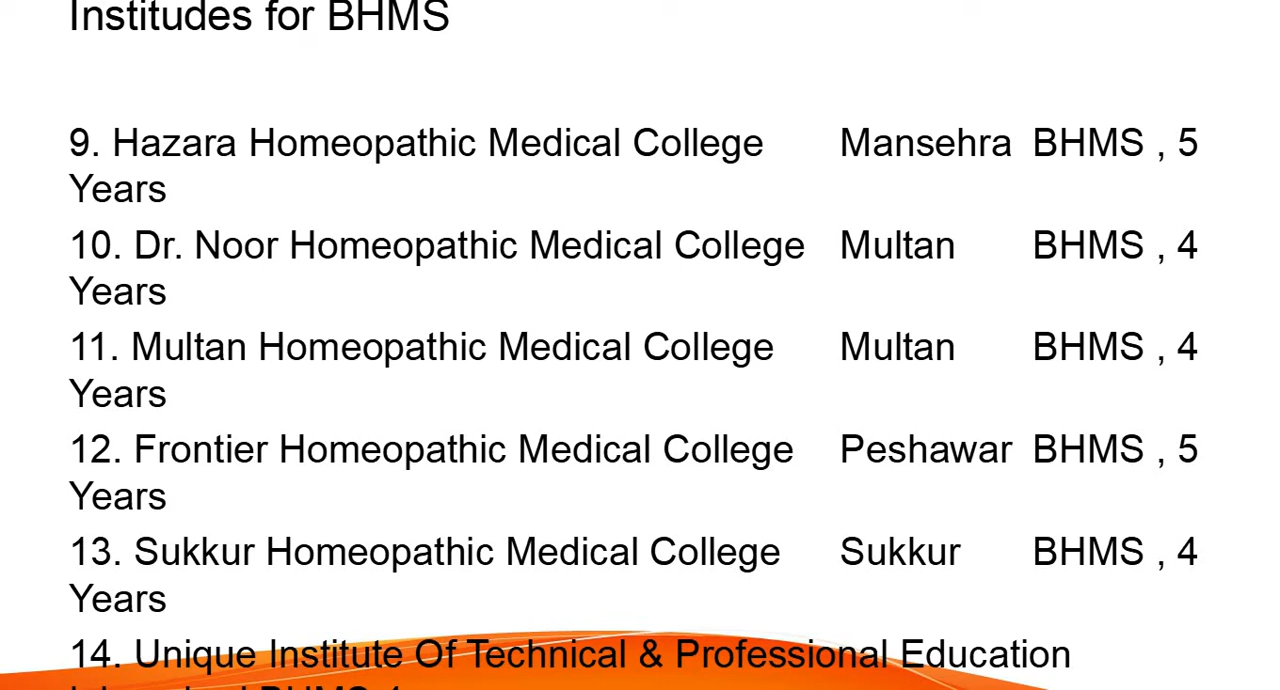 Institudes for BHMS
9. Hazara Homeopathic Medical College Mansehra BHMS , 5
Years
10. Dr. Noor Homeopathic Medical College Multan BHMS , 4
Years
11. Multan Homeopathic Medical College Multan BHMS , 4
Years
12. Frontier Homeopathic Medical College Peshawar BHMS , 5
Years
13. Sukkur Homeopathic Medical College Sukkur BHMS , 4
Years
14. Unique Institute Of Technical & Professional Education
BHMS